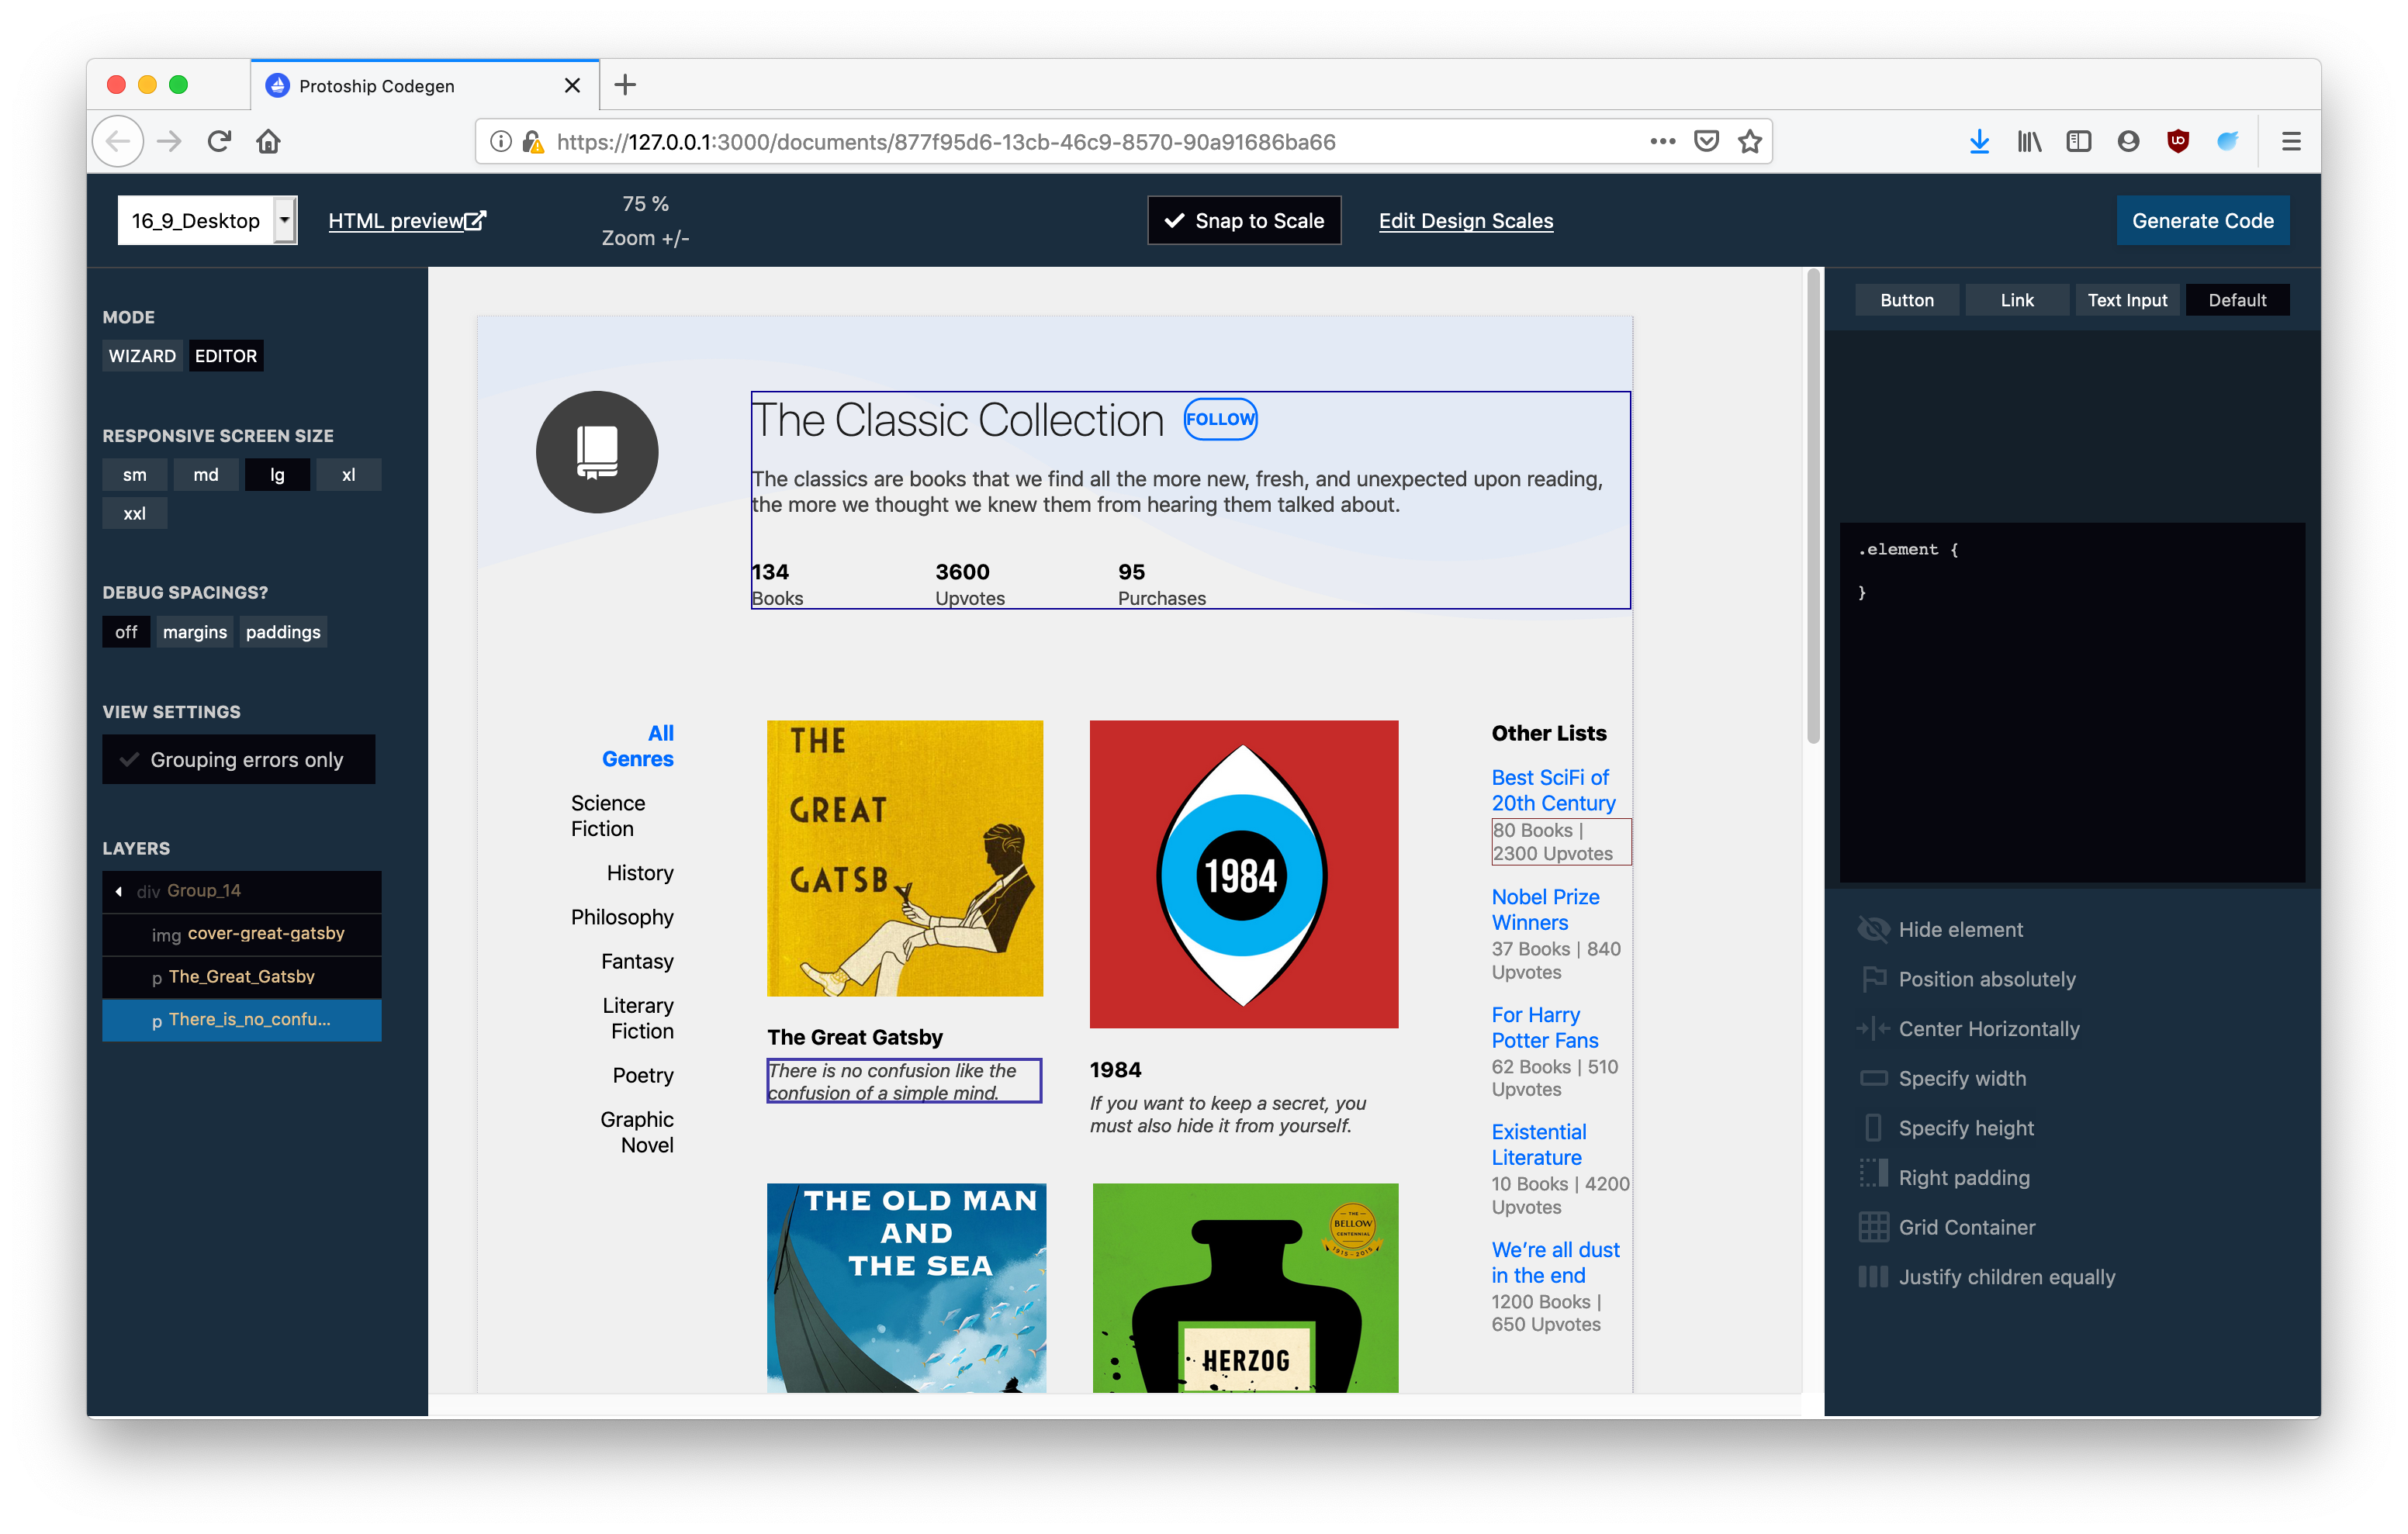 Protoship Codegen
https://127.0.0.1:3000/documents/877f95d6-13cb-46c9-8570-90a91686ba66
16_9_Desktop
HTML preview
75 %
Zoom +/-
Snap to Scale
Edit Design Scales
Generate Code
MODE
WIZARD EDITOR
RESPONSIVE SCREEN SIZE
sm md lg xl
xxl
DEBUG SPACINGS?
off margins paddings
VIEW SETTINGS
Grouping errors only
LAYERS
div Group_14
img cover-great-gatsby
p The_Great_Gatsby
p There_is_no_confu...
The Classic Collection FOLLOW
The classics are books that we find all the more new, fresh, and unexpected upon reading,
the more we thought we knew them from hearing them talked about.
134 3600 95
Books Upvotes Purchases
All
Genres
Science
Fiction
History
Philosophy
Fantasy
Literary
Fiction
Poetry
Graphic
Novel
THE
GREAT
GATSB
The Great Gatsby
There is no confusion like the
confusion of a simple mind.
1984
1984
If you want to keep a secret, you
must also hide it from yourself.
THE OLD MAN
AND
THE SEA
THE
BELLOW
CENTENNIAL
1915-2015
HERZOG
Other Lists
Best SciFi of
20th Century
80 Books |
2300 Upvotes
Nobel Prize
Winners
37 Books | 840
Upvotes
For Harry
Potter Fans
62 Books | 510
Upvotes
Existential
Literature
10 Books | 4200
Upvotes
We're all dust
in the end
1200 Books |
650 Upvotes
Button Link Text Input Default
.element {
}
Hide element
Position absolutely
Center Horizontally
Specify width
Specify height
Right padding
Grid Container
Justify children equally